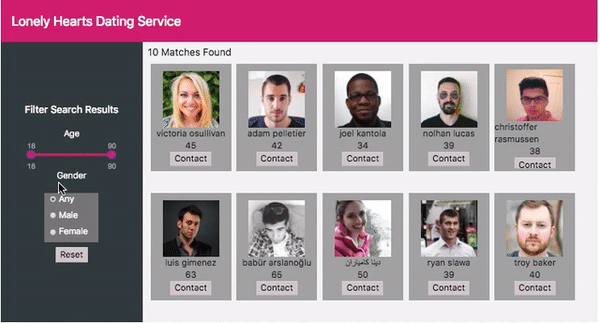 Lonely Hearts Dating Service
10 Matches Found
Filter Search Results
Age
18 90
18 90
Gender
Any
Male
Female
Reset
victoria osullivan
45
Contact
adam pelletier
42
Contact
joel kantola
34
Contact
nolhan lucas
39
Contact
christoffer
rasmussen
38
Contact
luis gimenez
63
Contact
babür arslanoğlu
65
Contact
دینا کامیاران
50
Contact
ryan slawa
39
Contact
troy baker
40
Contact